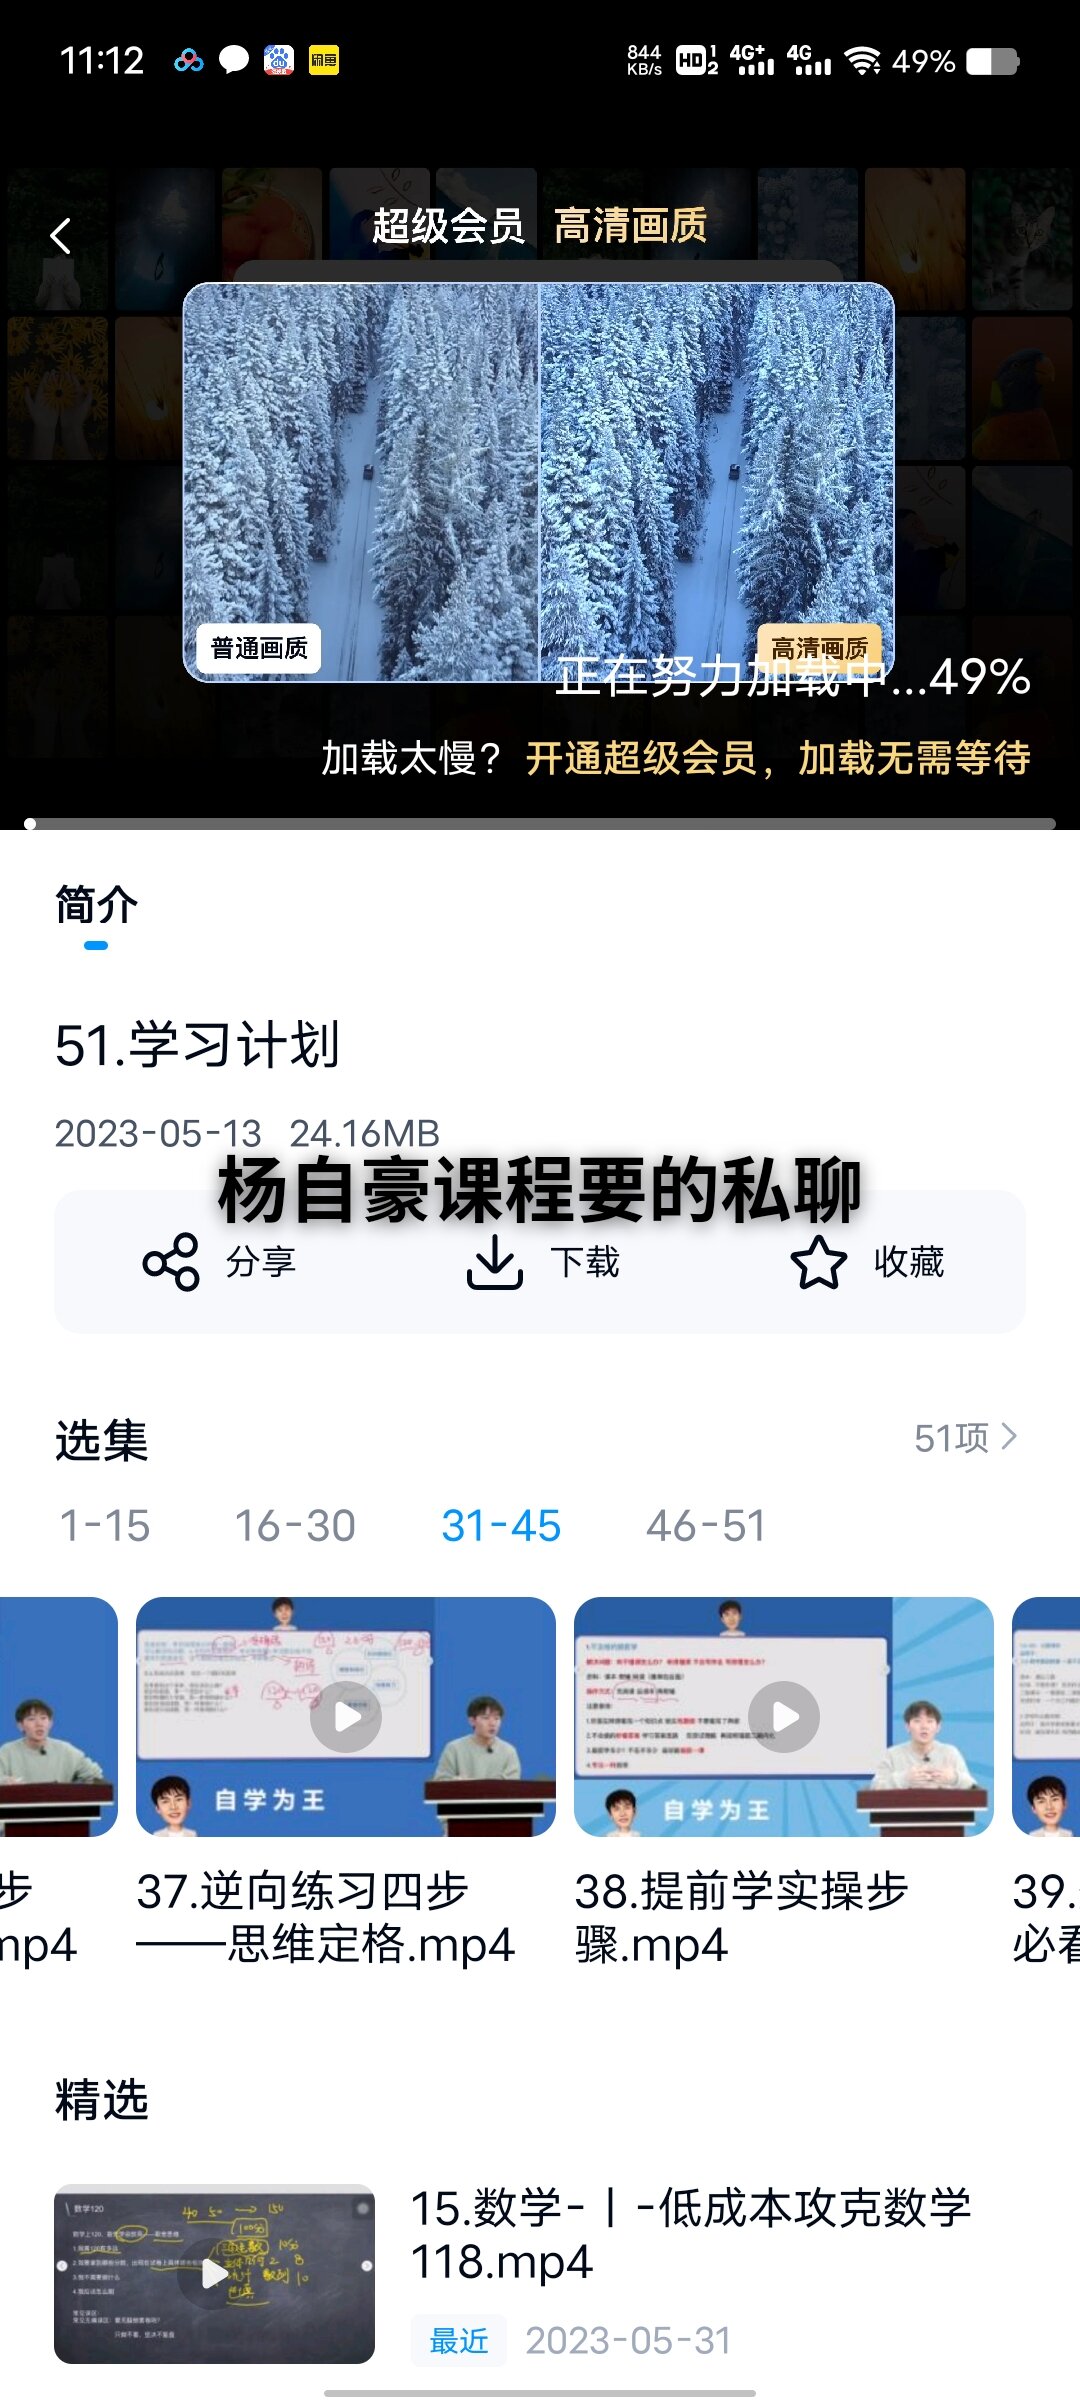 11:12
844 KB/s HD 1 2 4G+ 4G 49%
超级会员 高清画质
普通画质
高清画质
正在努力加载中...49%
加载太慢? 开通超级会员，加载无需等待
简介
51.学习计划
2023-05-13 24.16MB
杨自豪课程要的私聊
分享
下载
收藏
选集
51项
1-15
16-30
31-45
46-51
自学为王
自学为王
步
mp4
37.逆向练习四步
——思维定格.mp4
38.提前学实操步
骤.mp4
39.
必看
精选
数学120
15.数学-丨-低成本攻克数学
118.mp4
最近 2023-05-31